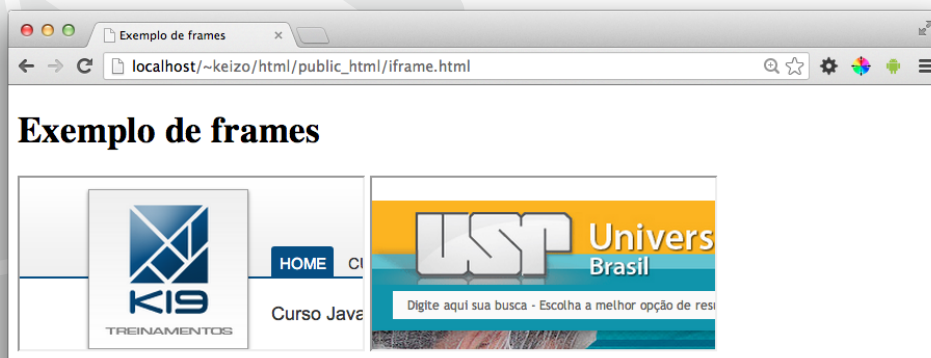 Exemplo de frames
localhost/~keizo/html/public_html/iframe.html
Exemplo de frames
K19
TREINAMENTOS
HOME
Curso Java
USP
Univers
Brasil
Digite aqui sua busca - Escolha a melhor opção de